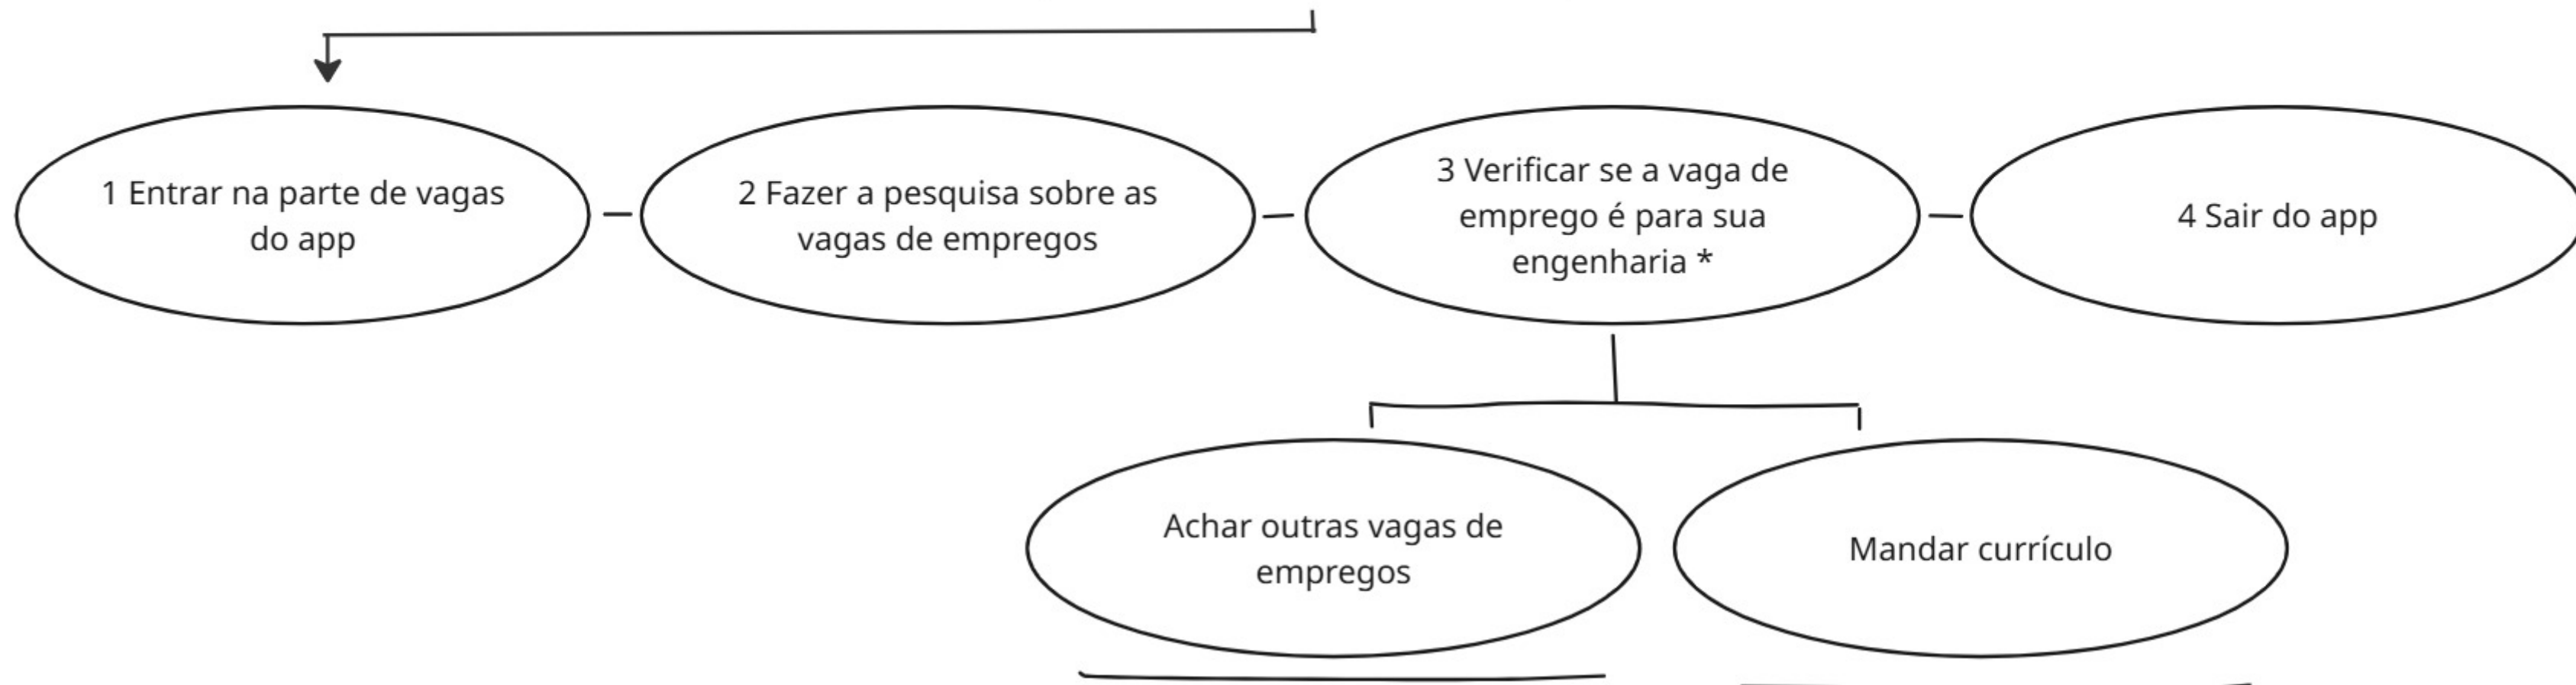 1 Entrar na parte de vagas
do app
2 Fazer a pesquisa sobre as
vagas de empregos
3 Verificar se a vaga de
emprego é para sua
engenharia *
4 Sair do app
Achar outras vagas de
empregos
Mandar currículo